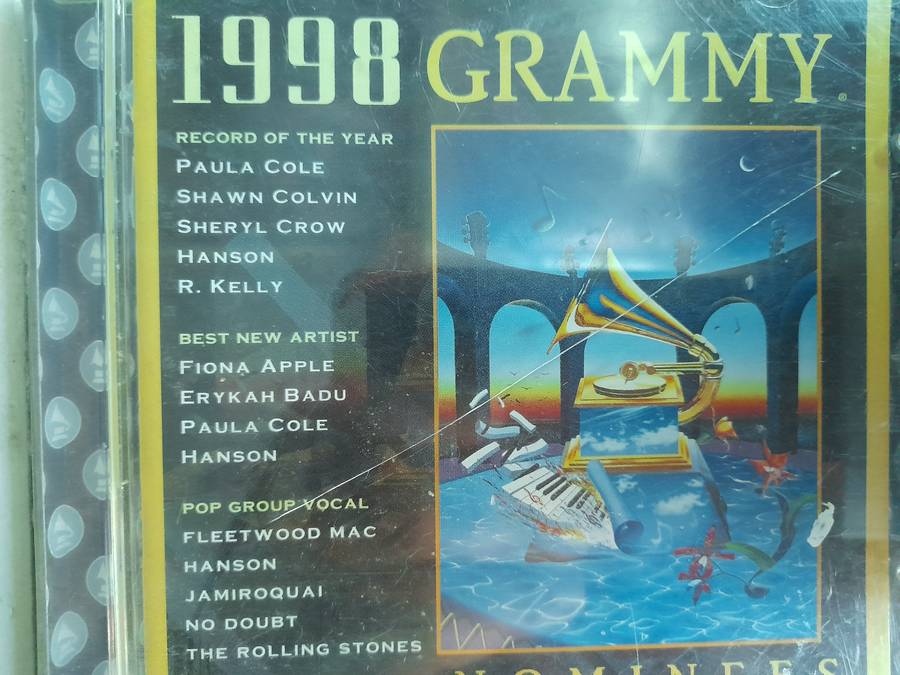 1998 GRAMMY®
RECORD OF THE YEAR
PAULA COLE
SHAWN COLVIN
SHERYL CROW
HANSON
R. KELLY
BEST NEW ARTIST
FIONA APPLE
ERYKAH BADU
PAULA COLE
HANSON
POP GROUP VOCAL
FLEETWOOD MAC
HANSON
JAMIROQUAI
NO DOUBT
THE ROLLING STONES
NOMINEES